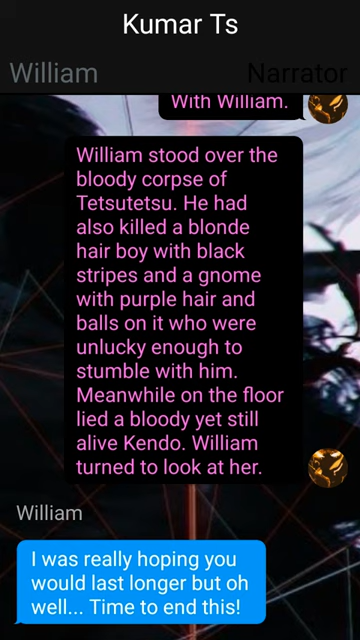 Kumar Ts
William
Narrator
With William.
William stood over the
bloody corpse of
Tetsutetsu. He had
also killed a blonde
hair boy with black
stripes and a gnome
with purple hair and
balls on it who were
unlucky enough to
stumble with him.
Meanwhile on the floor
lied a bloody yet still
alive Kendo. William
turned to look at her.
William
I was really hoping you
would last longer but oh
well... Time to end this!